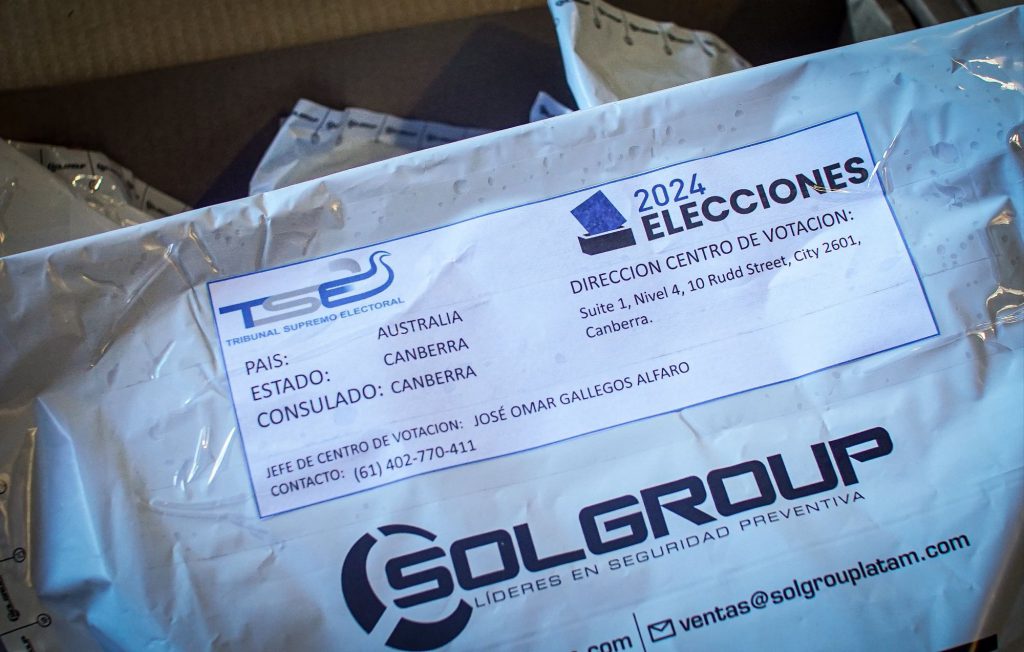 TSE
TRIBUNAL SUPREMO ELECTORAL
2024
ELECCIONES
DIRECCION CENTRO DE VOTACION:
Suite 1, Nivel 4, 10 Rudd Street, City 2601,
Canberra.
PAIS: AUSTRALIA
ESTADO: CANBERRA
CONSULADO: CANBERRA
JEFE DE CENTRO DE VOTACION: JOSÉ OMAR GALLEGOS ALFARO
CONTACTO: (61) 402-770-411
SOLGROUP
LÍDERES EN SEGURIDAD PREVENTIVA
.com | ventas@solgrouplatam.com